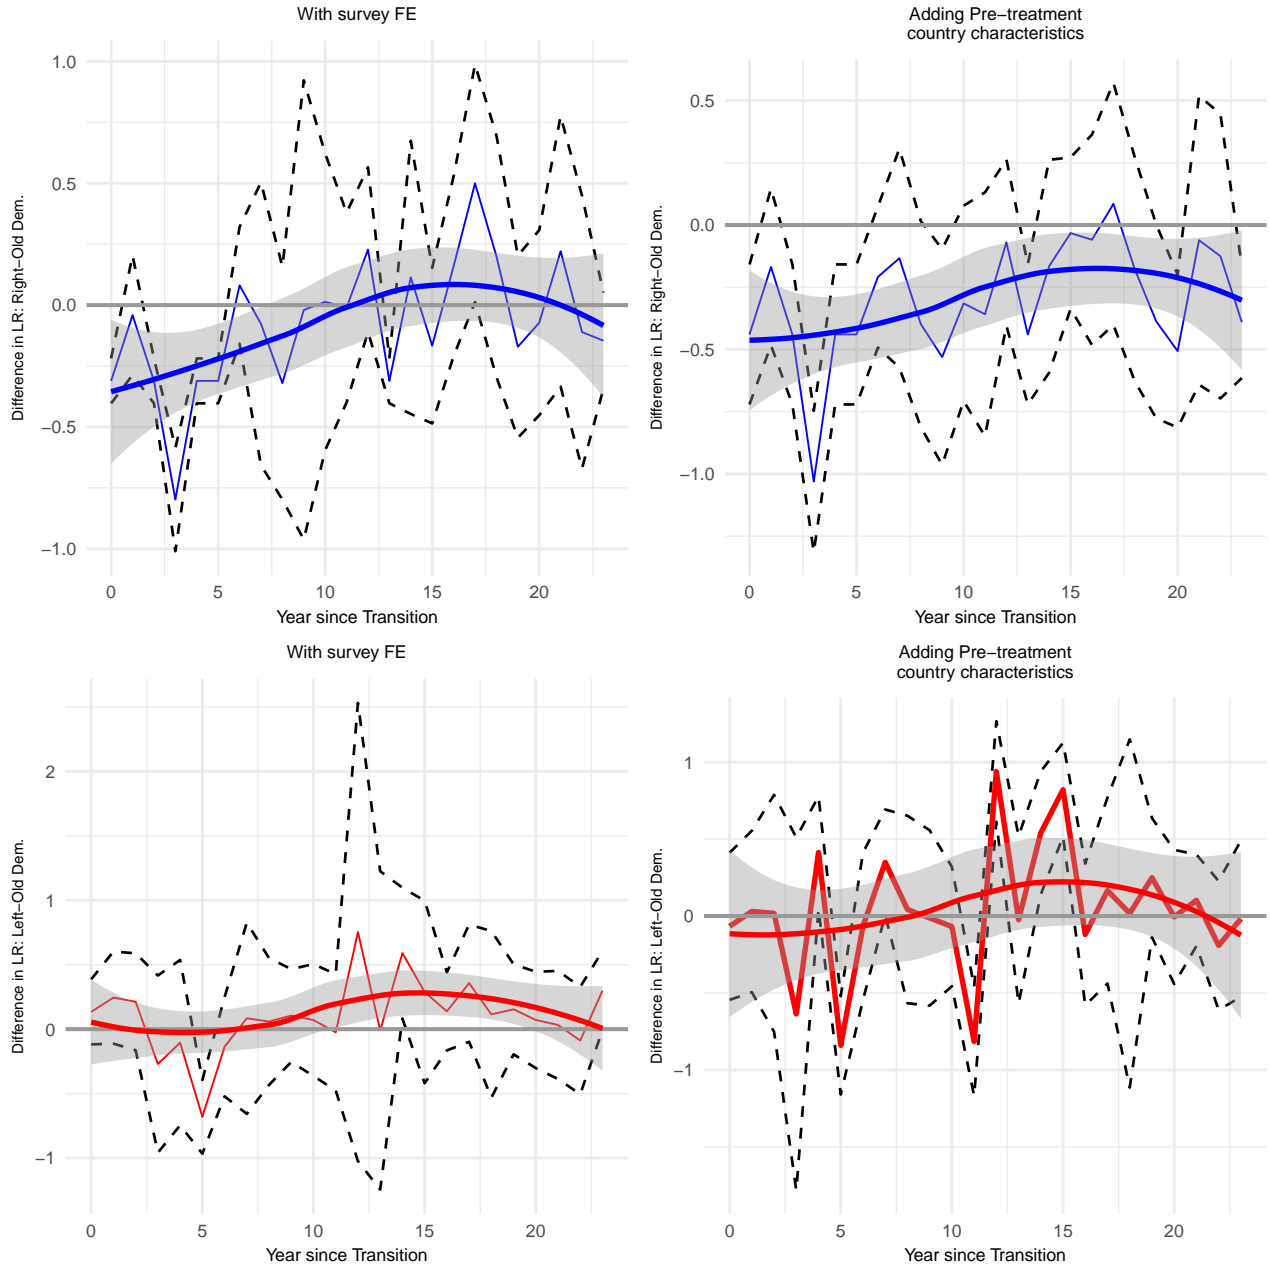 With survey FE
Difference in LR: Right−Old Dem.
1.0
0.5
0.0
−0.5
−1.0
0 5 10 15 20
Year since Transition
Adding Pre−treatment
country characteristics
Difference in LR: Right−Old Dem.
0.5
0.0
−0.5
−1.0
0 5 10 15 20
Year since Transition
With survey FE
Difference in LR: Left−Old Dem.
2
1
0
−1
0 5 10 15 20
Year since Transition
Adding Pre−treatment
country characteristics
Difference in LR: Left−Old Dem.
1
0
−1
0 5 10 15 20
Year since Transition